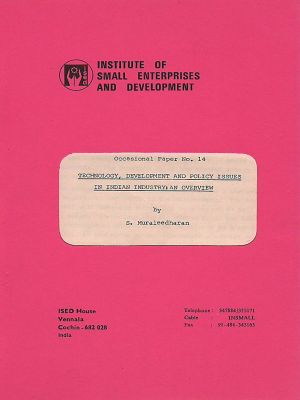 INSTITUTE OF
SMALL ENTERPRISES
AND DEVELOPMENT
Occasional Paper No. 14
TECHNOLOGY, DEVELOPMENT AND POLICY ISSUES
IN INDIAN INDUSTRY:AN OVERVIEW
by
S. Muraleedharan
ISED House
Vennala
Cochin - 682 028
India
Telephone :
Cable : INSMALL
Fax :